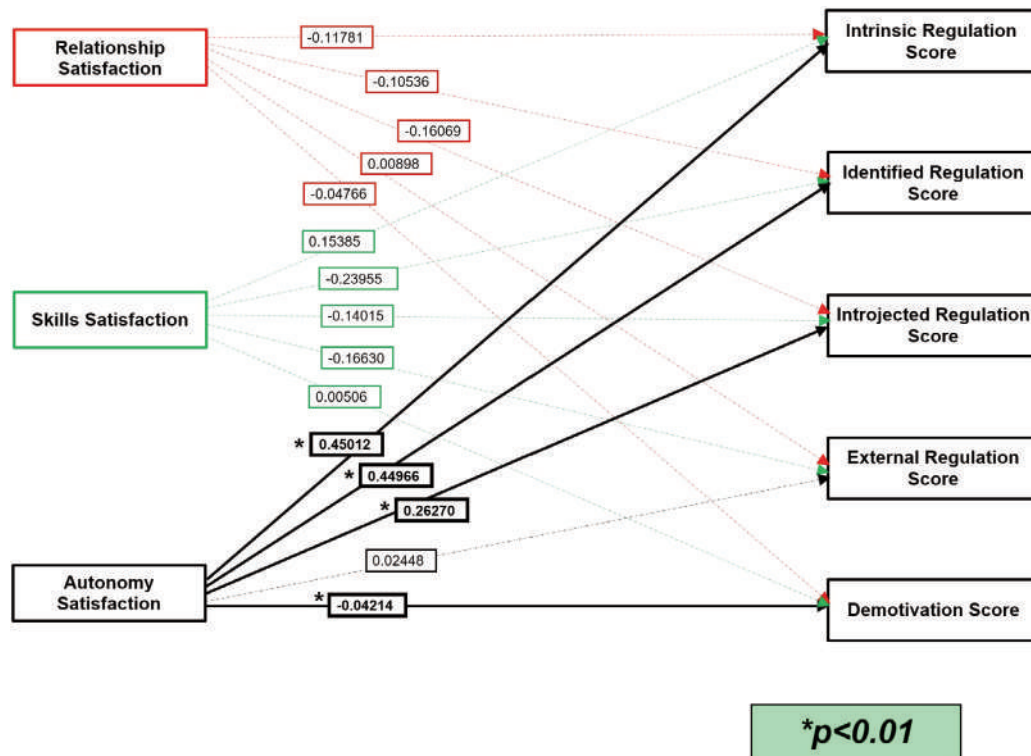 Relationship
Satisfaction
-0.11781
Intrinsic Regulation
Score
-0.10536
-0.16069
0.00898
-0.04766
Identified Regulation
Score
0.15385
-0.23955
Skills Satisfaction
-0.14015
Introjected Regulation
Score
-0.16630
0.00506
* 0.45012
* 0.44966
* 0.26270
External Regulation
Score
0.02448
Autonomy
Satisfaction
* -0.04214
Demotivation Score
*p<0.01